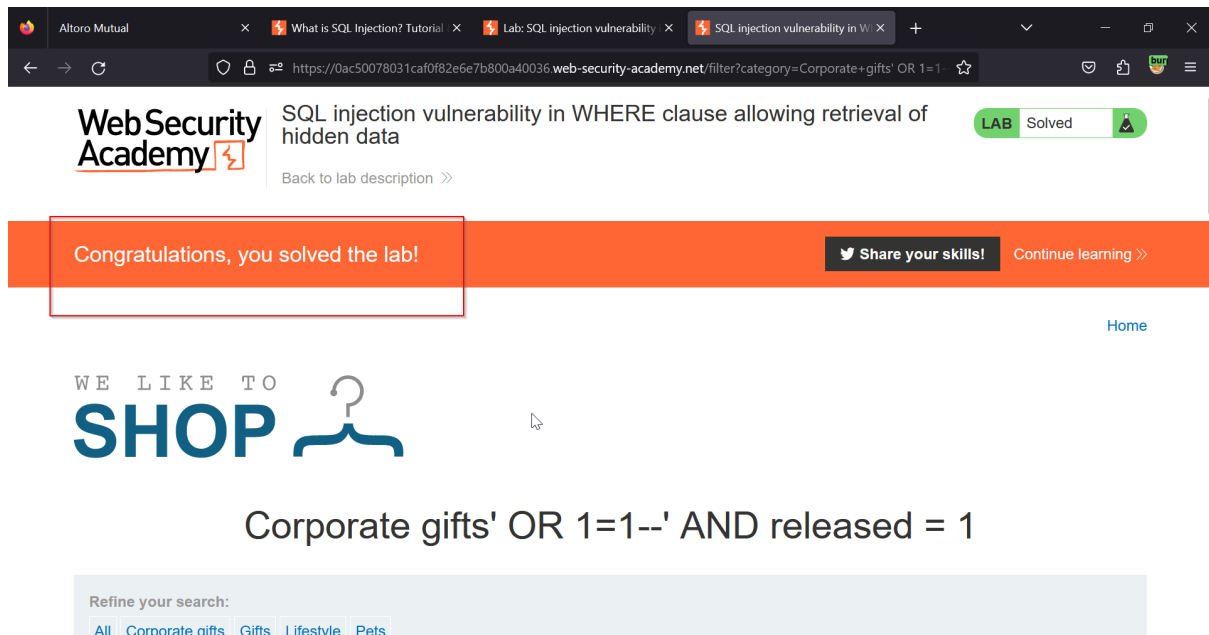 Altoro Mutual
What is SQL Injection? Tutorial
Lab: SQL injection vulnerability
SQL injection vulnerability in W
https://0ac50078031caf0f82e6e7b800a40036.web-security-academy.net/filter?category=Corporate+gifts' OR 1=1-
bur
Web Security
Academy
SQL injection vulnerability in WHERE clause allowing retrieval of
hidden data
Back to lab description
LAB Solved
Congratulations, you solved the lab!
Share your skills!
Continue learning
Home
WE LIKE TO
SHOP
Corporate gifts' OR 1=1--' AND released = 1
Refine your search:
All Corporate gifts Gifts Lifestyle Pets